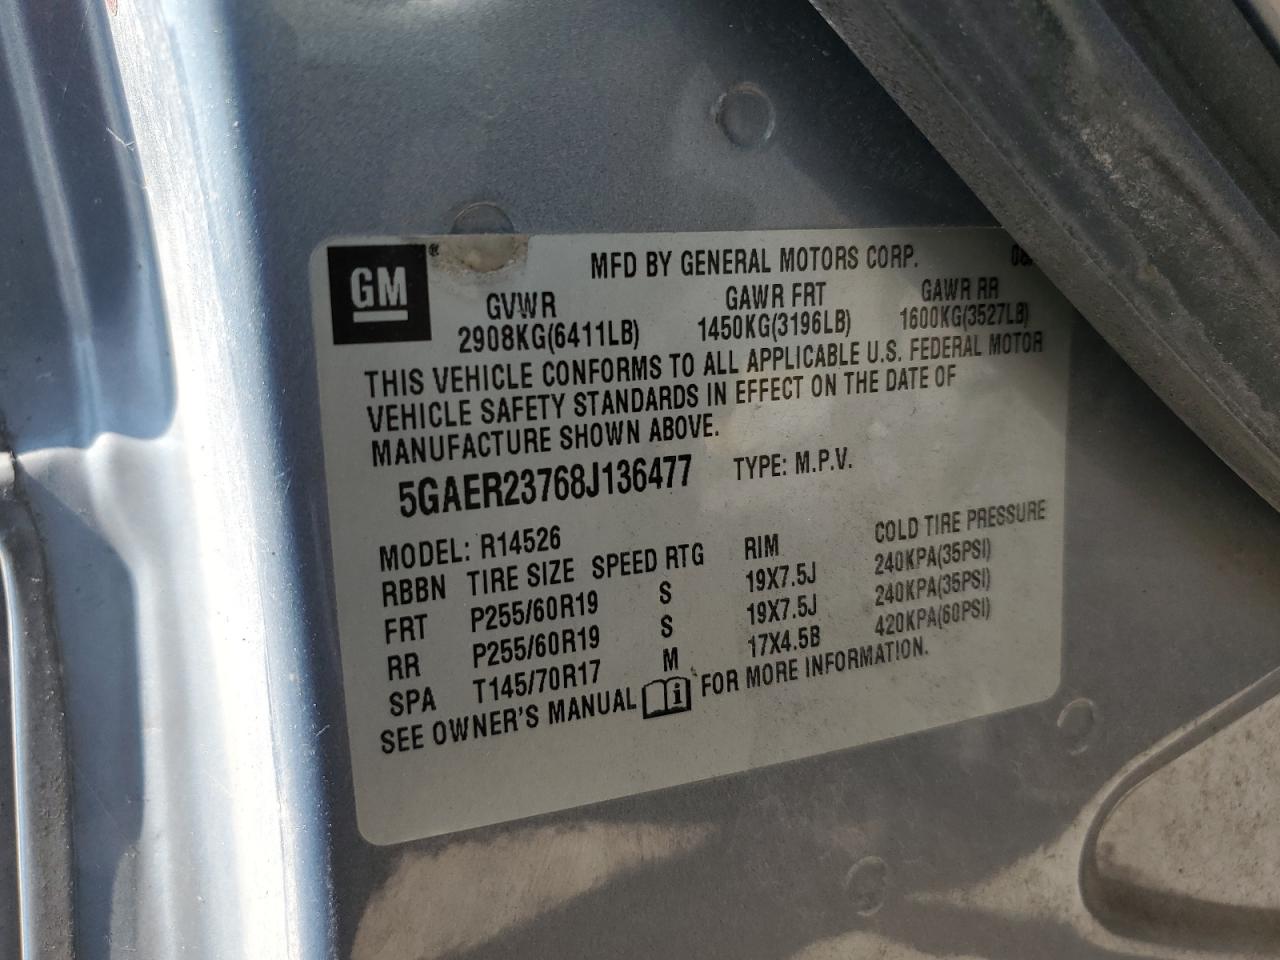 GM ® MFD BY GENERAL MOTORS CORP.
GVWR GAWR FRT GAWR RR
2908KG(6411LB) 1450KG(3196LB) 1600KG(3527LB)
THIS VEHICLE CONFORMS TO ALL APPLICABLE U.S. FEDERAL MOTOR
VEHICLE SAFETY STANDARDS IN EFFECT ON THE DATE OF
MANUFACTURE SHOWN ABOVE.
5GAER23768J136477 TYPE: M.P.V.
MODEL: R14526
RBBN TIRE SIZE SPEED RTG RIM COLD TIRE PRESSURE
FRT P255/60R19 S 19X7.5J 240KPA(35PSI)
RR P255/60R19 S 19X7.5J 240KPA(35PSI)
SPA T145/70R17 M 17X4.5B 420KPA(60PSI)
SEE OWNER'S MANUAL i FOR MORE INFORMATION.